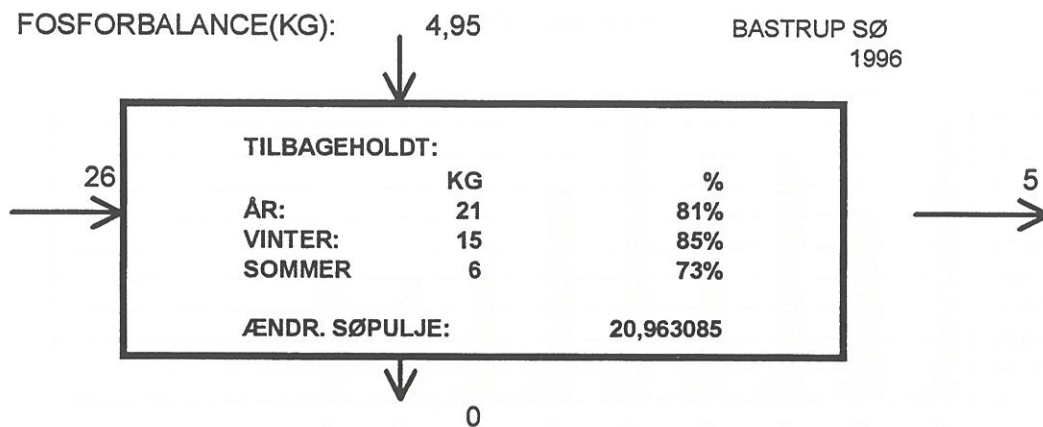 FOSFORBALANCE(KG): 4,95 BASTRUP SØ
1996
TILBAGEHOLDT:
26 KG % 5
ÅR: 21 81%
VINTER: 15 85%
SOMMER 6 73%
ÆNDR. SØPULJE: 20,963085
0